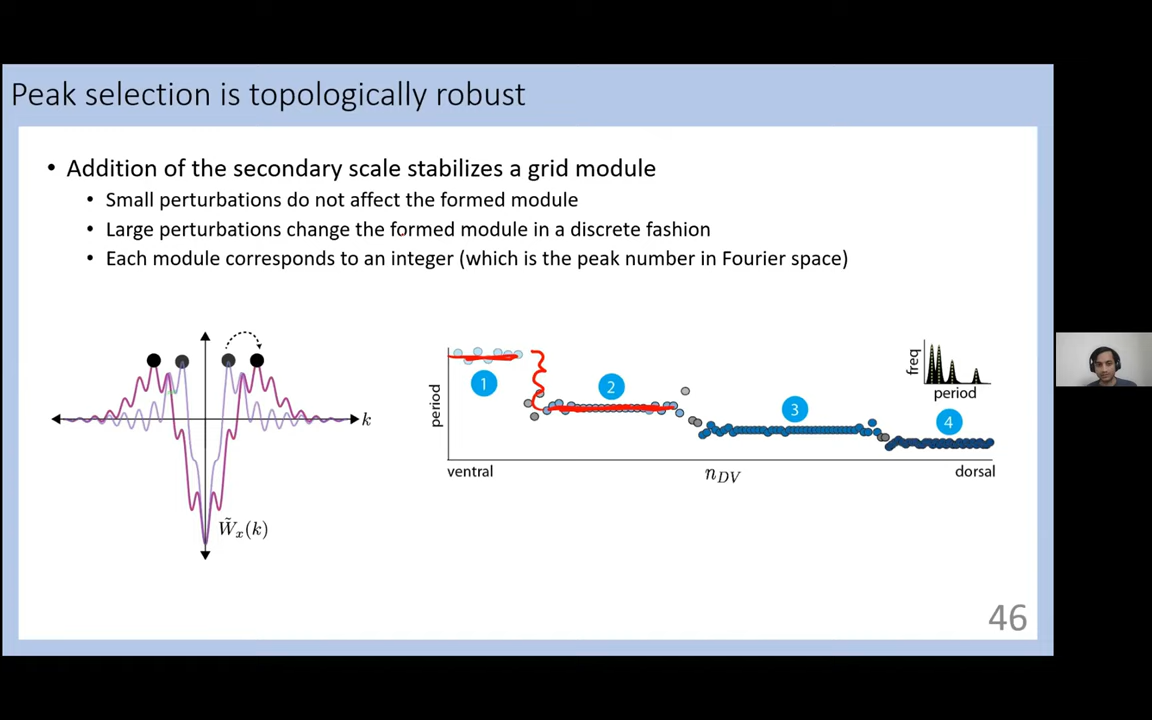 Peak selection is topologically robust
• Addition of the secondary scale stabilizes a grid module
• Small perturbations do not affect the formed module
• Large perturbations change the formed module in a discrete fashion
• Each module corresponds to an integer (which is the peak number in Fourier space)
k
W̃ₓ(k)
period
1
2
3
4
ventral
n_DV
dorsal
freq
period
46